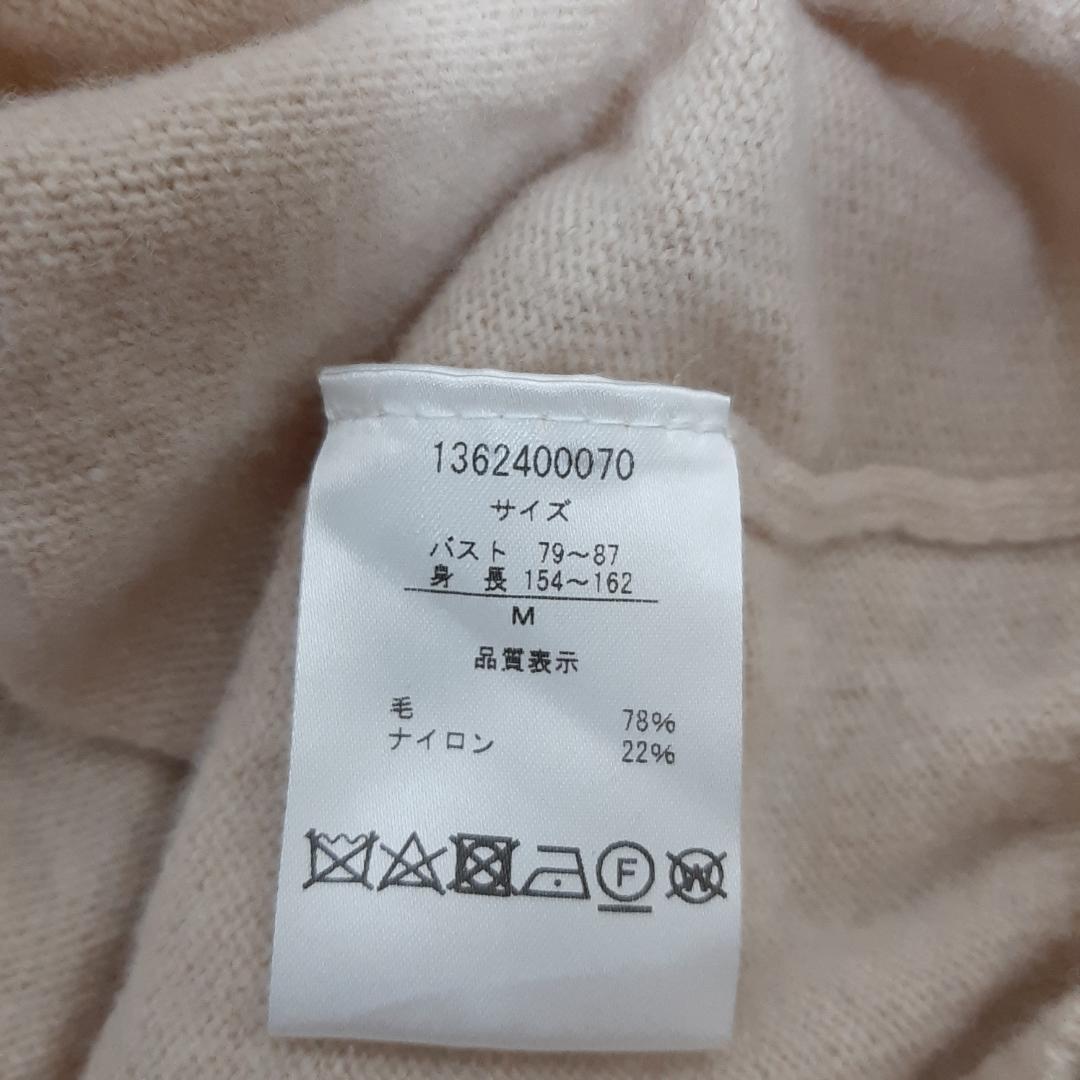 1362400070
サイズ
バスト 79〜87
身長 154〜162
M
品質表示
毛 78%
ナイロン 22%
F W